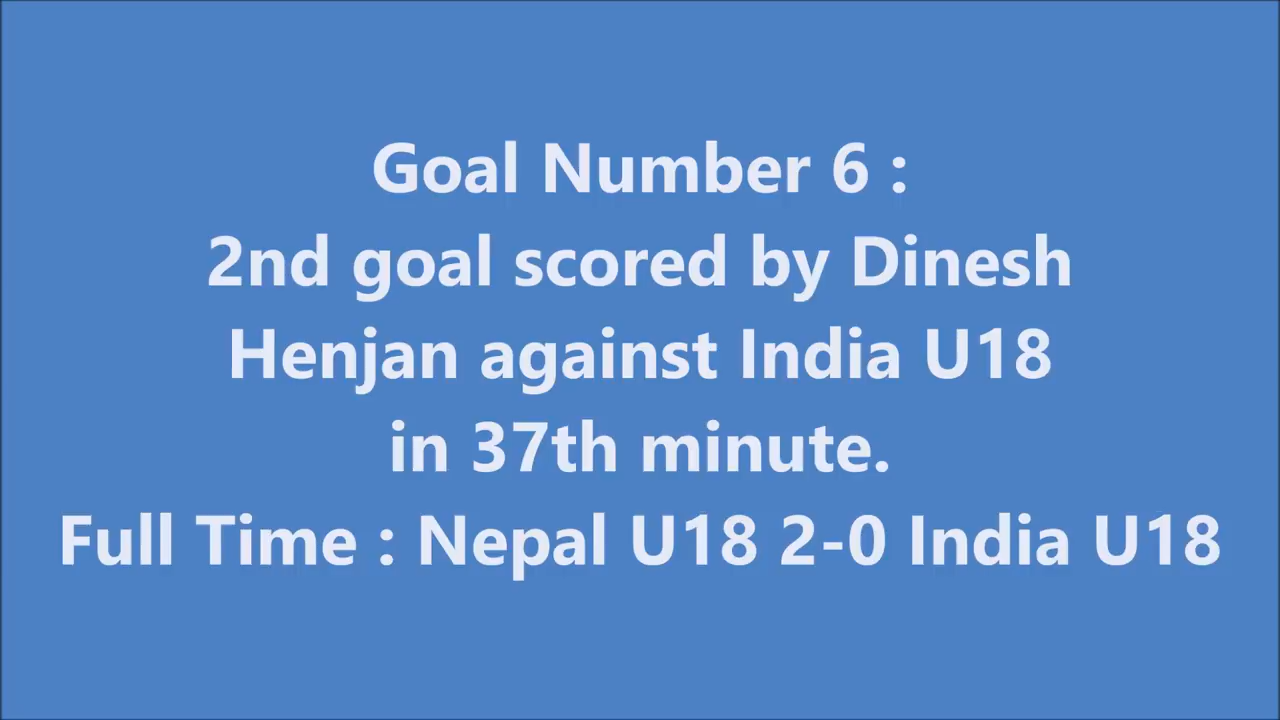 Goal Number 6 :
2nd goal scored by Dinesh
Henjan against India U18
in 37th minute.
Full Time : Nepal U18 2-0 India U18